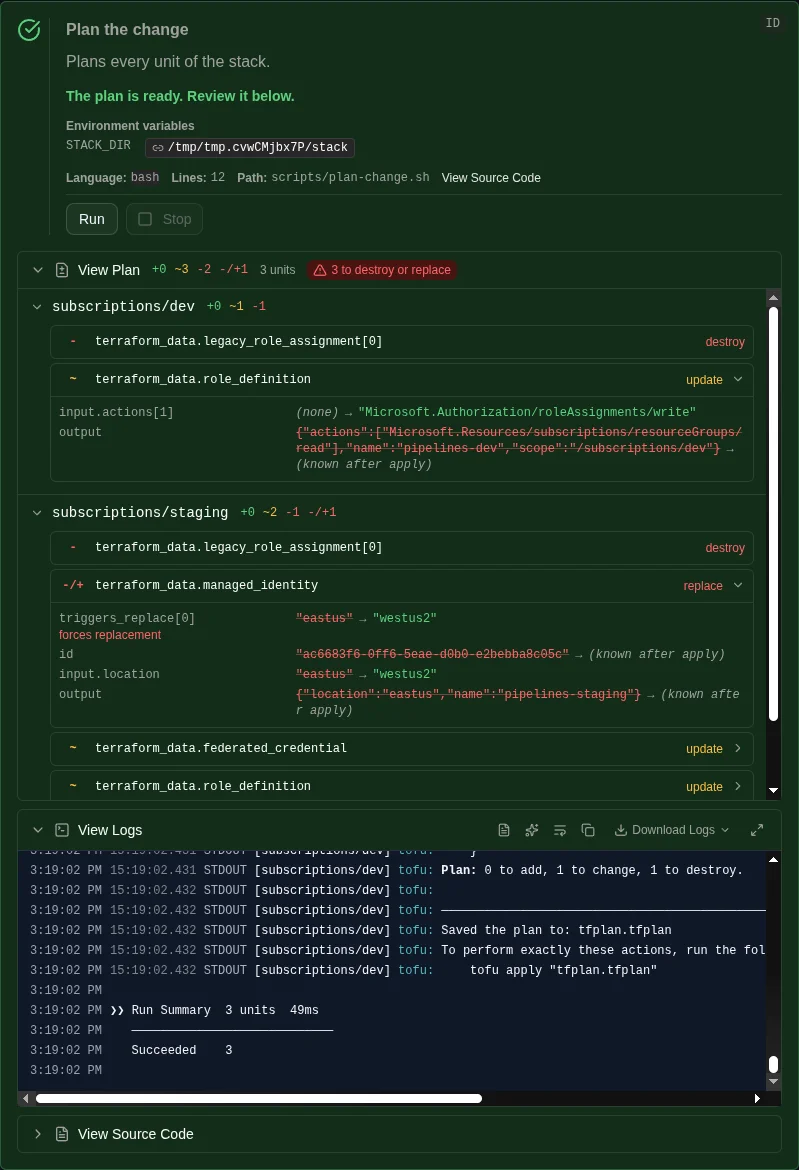 Plan the change
ID
Plans every unit of the stack.
The plan is ready. Review it below.
Environment variables
STACK_DIR /tmp/tmp.cvwCMjbx7P/stack
Language: bash Lines: 12 Path: scripts/plan-change.sh View Source Code
Run Stop
View Plan +0 ~3 -2 -/+1 3 units 3 to destroy or replace
subscriptions/dev +0 ~1 -1
- terraform_data.legacy_role_assignment[0] destroy
~ terraform_data.role_definition update
input.actions[1] (none) → "Microsoft.Authorization/roleAssignments/write"
output {"actions":["Microsoft.Resources/subscriptions/resourceGroups/
read"],"name":"pipelines-dev","scope":"/subscriptions/dev"} →
(known after apply)
subscriptions/staging +0 ~2 -1 -/+1
- terraform_data.legacy_role_assignment[0] destroy
-/+ terraform_data.managed_identity replace
triggers_replace[0] "eastus" → "westus2"
forces replacement
id "ac6683f6-0ff6-5eae-d0b0-e2bebba8c05c" → (known after apply)
input.location "eastus" → "westus2"
output {"location":"eastus","name":"pipelines-staging"} → (known afte
r apply)
~ terraform_data.federated_credential update
~ terraform_data.role_definition update
View Logs Download Logs
3:19:02 PM 15:19:02.431 STDOUT [subscriptions/dev] tofu: }
3:19:02 PM 15:19:02.431 STDOUT [subscriptions/dev] tofu: Plan: 0 to add, 1 to change, 1 to destroy.
3:19:02 PM 15:19:02.432 STDOUT [subscriptions/dev] tofu:
3:19:02 PM 15:19:02.432 STDOUT [subscriptions/dev] tofu: ─────────────────────────────────────────────
3:19:02 PM 15:19:02.432 STDOUT [subscriptions/dev] tofu: Saved the plan to: tfplan.tfplan
3:19:02 PM 15:19:02.432 STDOUT [subscriptions/dev] tofu: To perform exactly these actions, run the fol
3:19:02 PM 15:19:02.432 STDOUT [subscriptions/dev] tofu: tofu apply "tfplan.tfplan"
3:19:02 PM
3:19:02 PM ❯❯ Run Summary 3 units 49ms
3:19:02 PM ────────────────────────────
3:19:02 PM Succeeded 3
3:19:02 PM
View Source Code